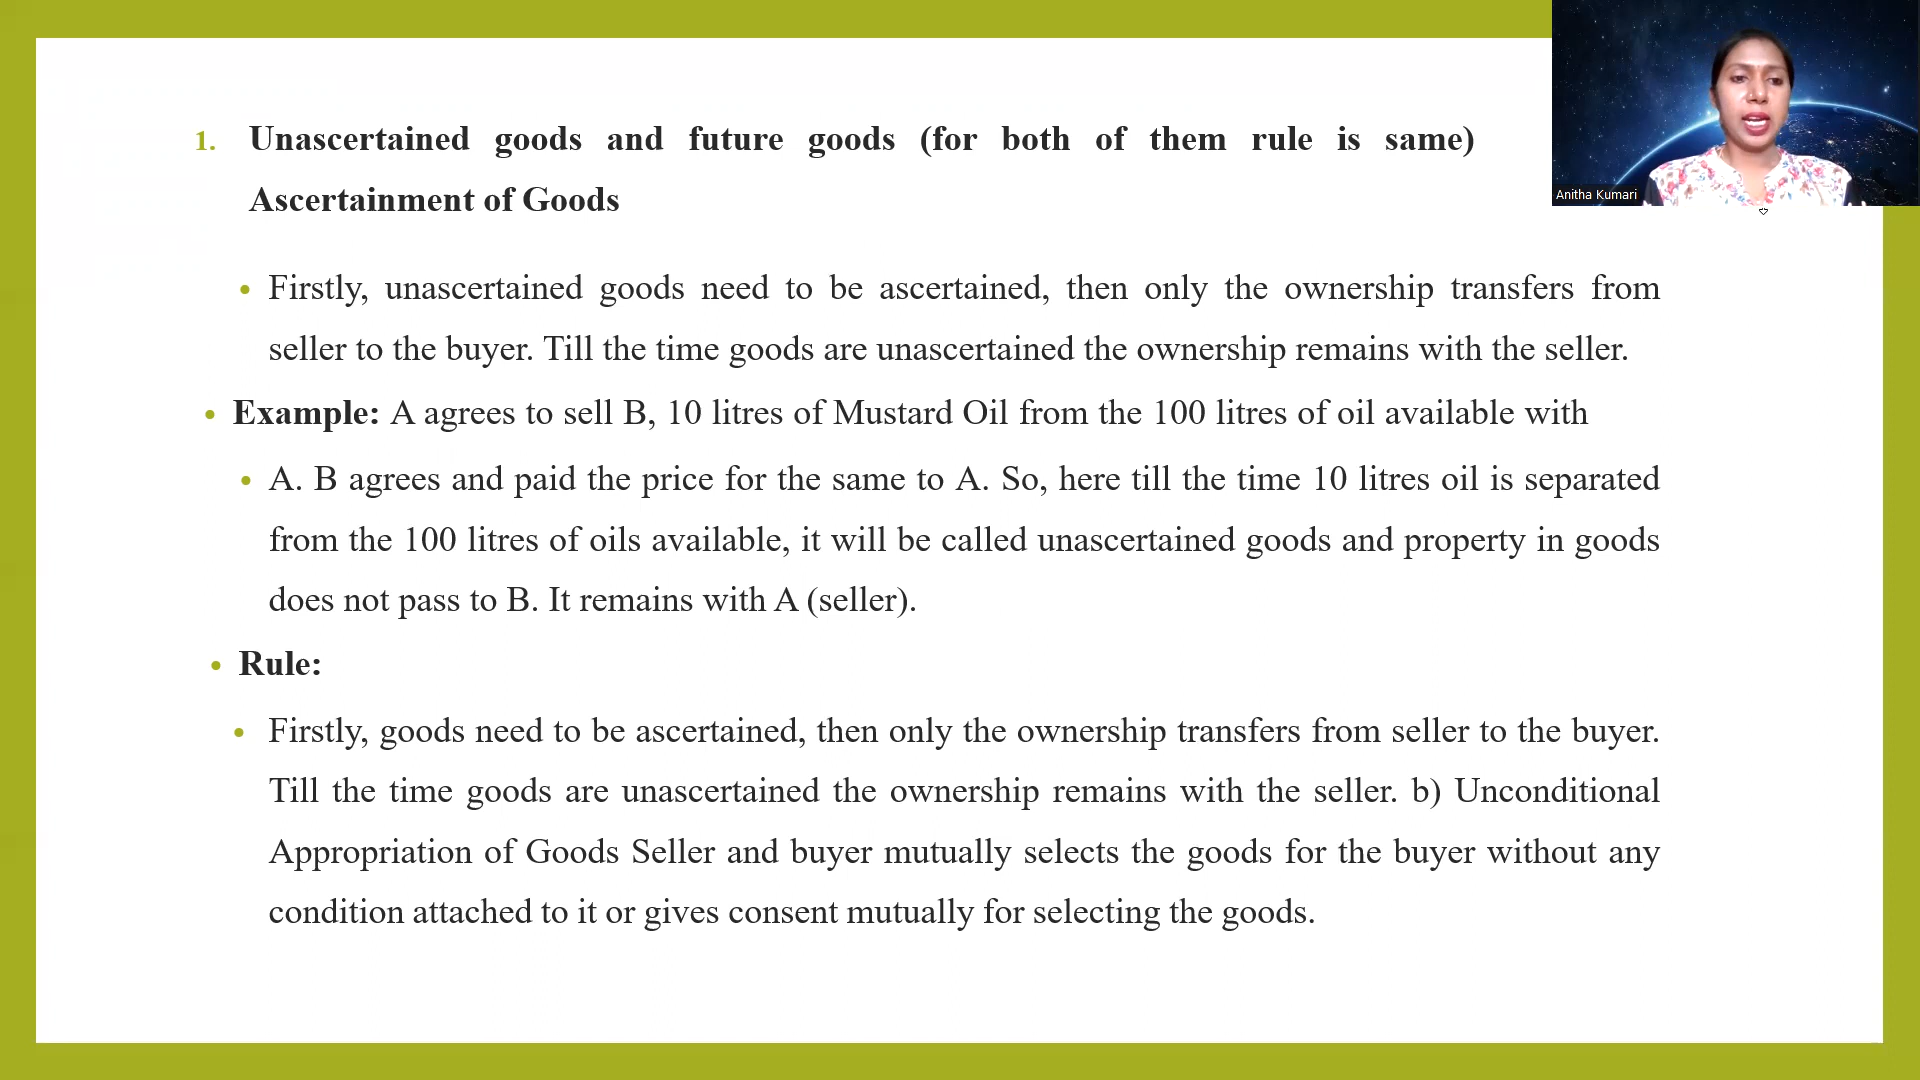 1. Unascertained goods and future goods (for both of them rule is same)
Ascertainment of Goods
Anitha Kumari
• Firstly, unascertained goods need to be ascertained, then only the ownership transfers from
seller to the buyer. Till the time goods are unascertained the ownership remains with the seller.
• Example: A agrees to sell B, 10 litres of Mustard Oil from the 100 litres of oil available with
• A. B agrees and paid the price for the same to A. So, here till the time 10 litres oil is separated
from the 100 litres of oils available, it will be called unascertained goods and property in goods
does not pass to B. It remains with A (seller).
• Rule:
• Firstly, goods need to be ascertained, then only the ownership transfers from seller to the buyer.
Till the time goods are unascertained the ownership remains with the seller. b) Unconditional
Appropriation of Goods Seller and buyer mutually selects the goods for the buyer without any
condition attached to it or gives consent mutually for selecting the goods.